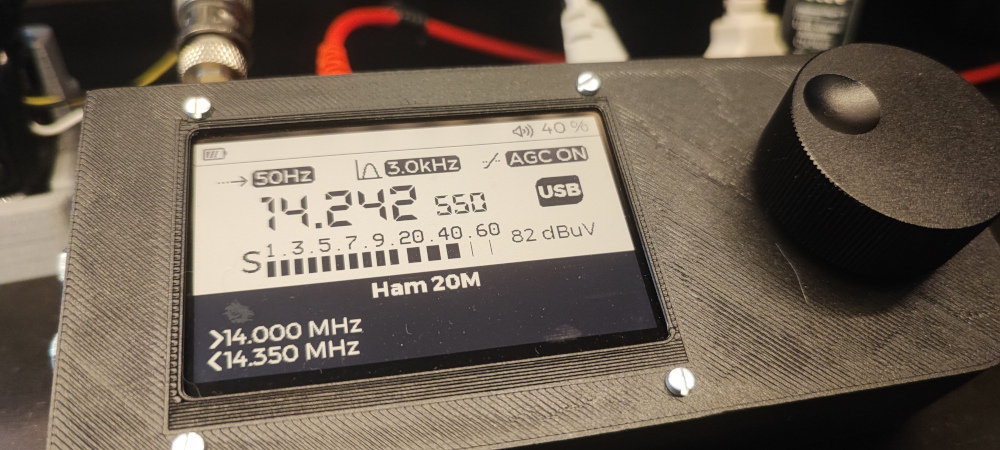 40 %
50Hz 3.0kHz AGC ON
14.242 550 USB
S 1.3.5.7.9.20.40.60 82 dBuV
Ham 20M
>14.000 MHz
<14.350 MHz